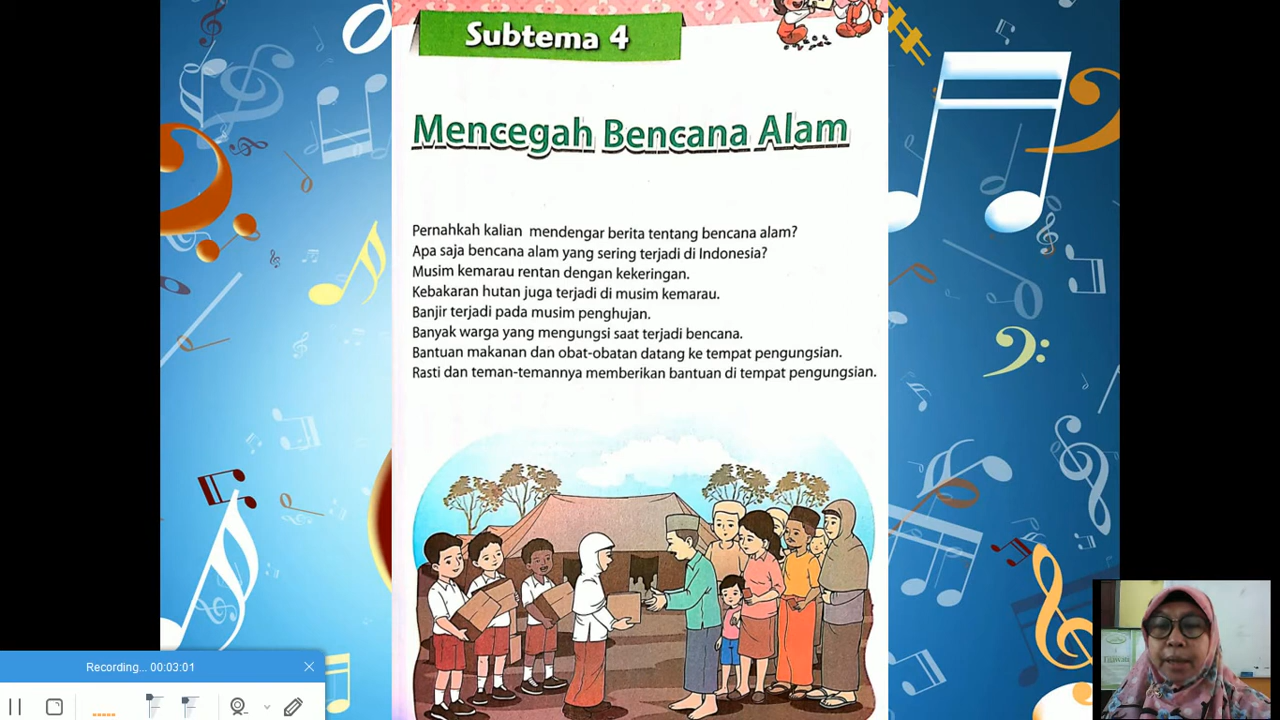 Subtema 4
Mencegah Bencana Alam
Pernahkah kalian mendengar berita tentang bencana alam?
Apa saja bencana alam yang sering terjadi di Indonesia?
Musim kemarau rentan dengan kekeringan.
Kebakaran hutan juga terjadi di musim kemarau.
Banjir terjadi pada musim penghujan.
Banyak warga yang mengungsi saat terjadi bencana.
Bantuan makanan dan obat-obatan datang ke tempat pengungsian.
Rasti dan teman-temannya memberikan bantuan di tempat pengungsian.
Recording... 00:03:01